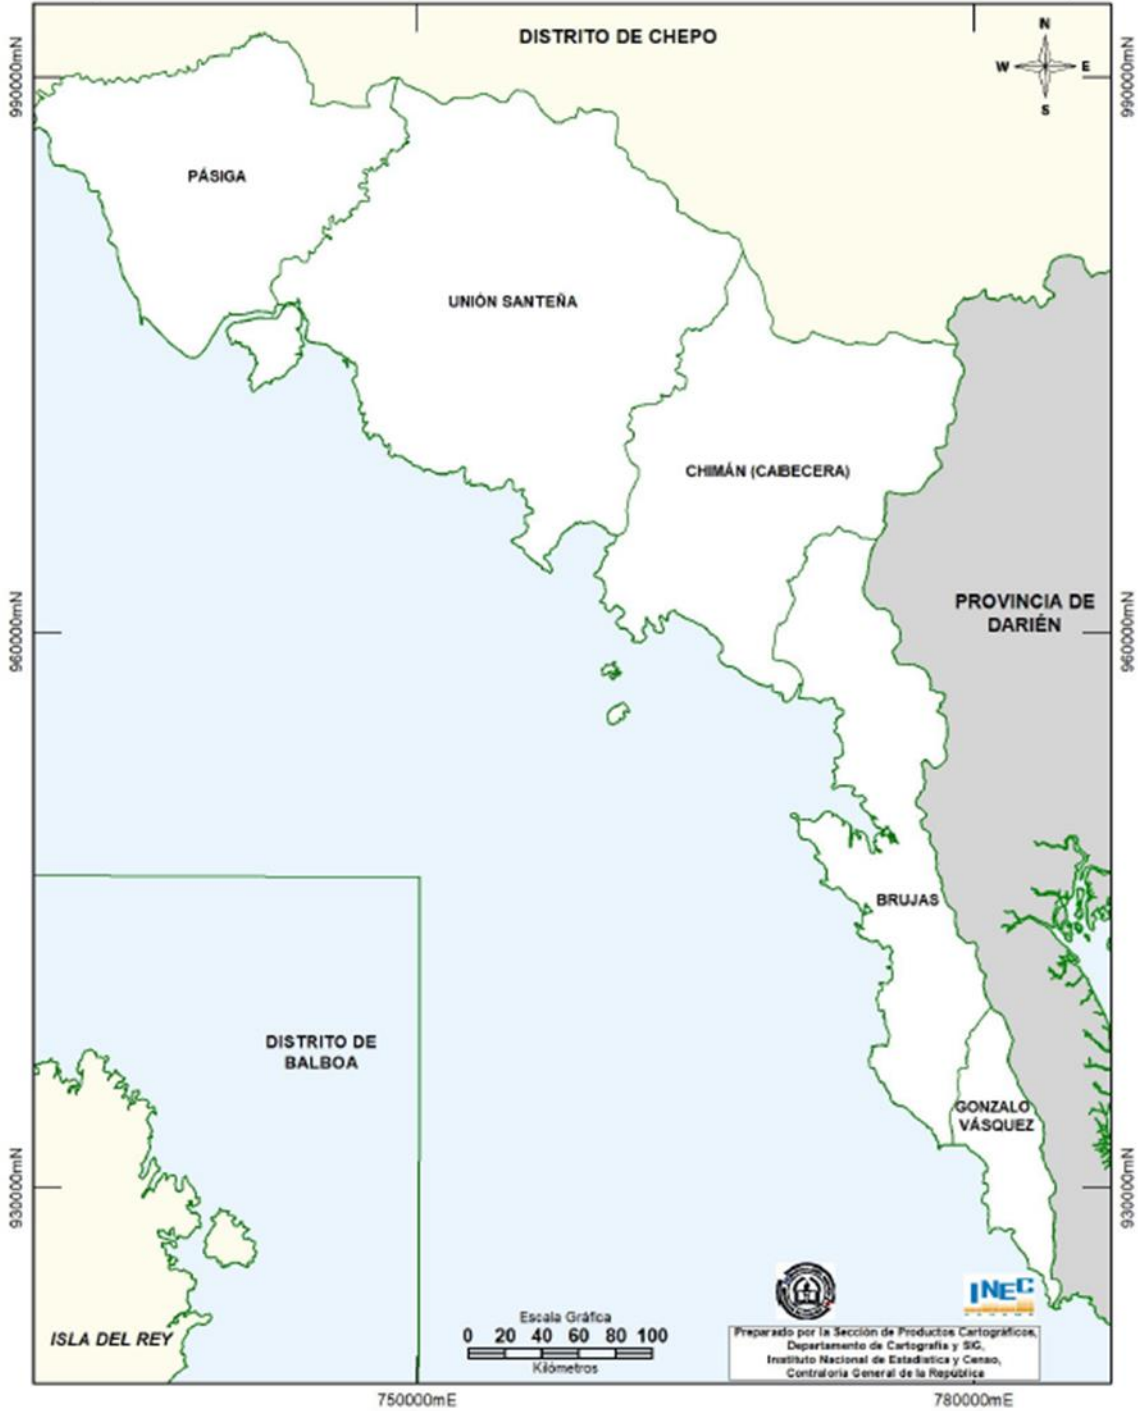 DISTRITO DE CHEPO
N
W E
S
990000mN
990000mN
PÁSIGA
UNIÓN SANTEÑA
CHIMÁN (CABECERA)
PROVINCIA DE
DARIÉN
960000mN
960000mN
BRUJAS
DISTRITO DE
BALBOA
GONZALO
VÁSQUEZ
930000mN
930000mN
ISLA DEL REY
Escala Gráfica
0 20 40 60 80 100
Kilómetros
INEC
Preparado por la Sección de Productos Cartográficos,
Departamento de Cartografía y SIG,
Instituto Nacional de Estadística y Censo,
Contraloría General de la República
750000mE
780000mE